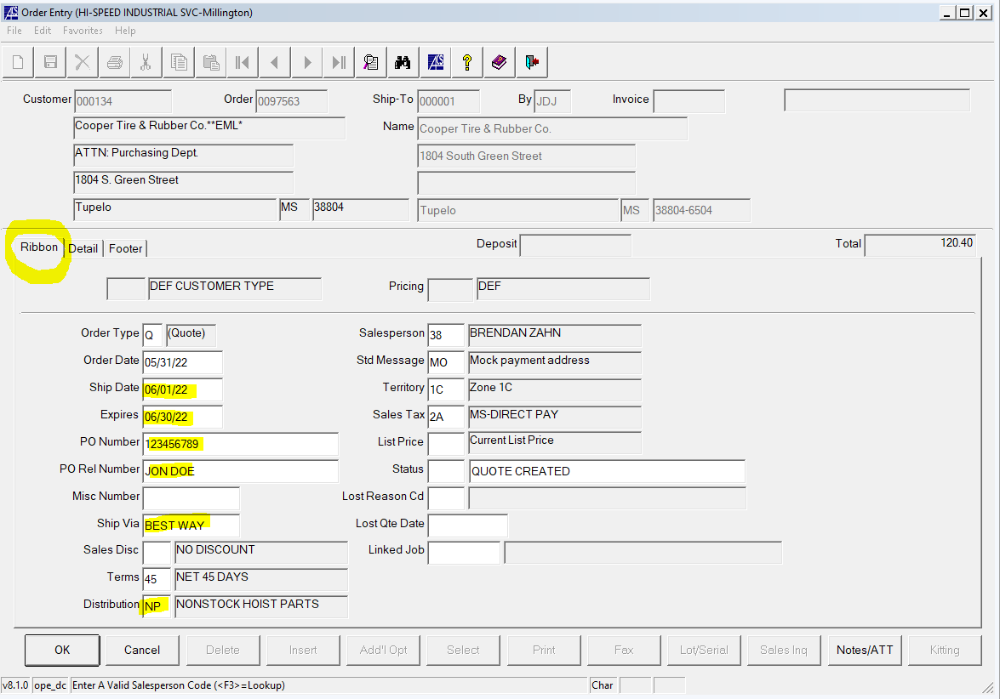 Order Entry (HI-SPEED INDUSTRIAL SVC-Millington)
File Edit Favorites Help
Customer 000134 Order 0097563 Ship-To 000001 By JDJ Invoice
Cooper Tire & Rubber Co.**EML* Name Cooper Tire & Rubber Co.
ATTN: Purchasing Dept. 1804 South Green Street
1804 S. Green Street
Tupelo MS 38804 Tupelo MS 38804-6504
Ribbon Detail Footer Deposit Total 120.40
DEF CUSTOMER TYPE Pricing DEF
Order Type Q (Quote) Salesperson 38 BRENDAN ZAHN
Order Date 05/31/22 Std Message MO Mock payment address
Ship Date 06/01/22 Territory 1C Zone 1C
Expires 06/30/22 Sales Tax 2A MS-DIRECT PAY
PO Number 123456789 List Price Current List Price
PO Rel Number JON DOE Status QUOTE CREATED
Misc Number Lost Reason Cd
Ship Via BEST WAY Lost Qte Date
Sales Disc NO DISCOUNT Linked Job
Terms 45 NET 45 DAYS
Distribution NP NONSTOCK HOIST PARTS
OK Cancel Delete Insert Add'l Opt Select Print Fax Lot/Serial Sales Inq Notes/ATT Kitting
v8.1.0 ope_dc Enter A Valid Salesperson Code (<F3>=Lookup) Char